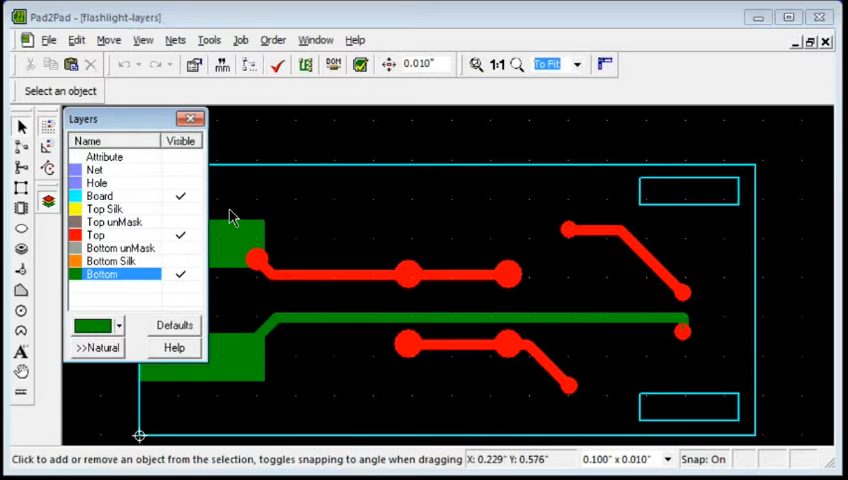 Pad2Pad - [flashlight-layers]
File Edit Move View Nets Tools Job Order Window Help
mm BOM 0.010" 1:1 To Fit
Select an object
Layers
Name Visible
Attribute
Net
Hole
Board
Top Silk
Top unMask
Top
Bottom unMask
Bottom Silk
Bottom
Defaults
>>Natural Help
A
Click to add or remove an object from the selection, toggles snapping to angle when dragging X: 0.229" Y: 0.576" 0.100" x 0.010" Snap: On